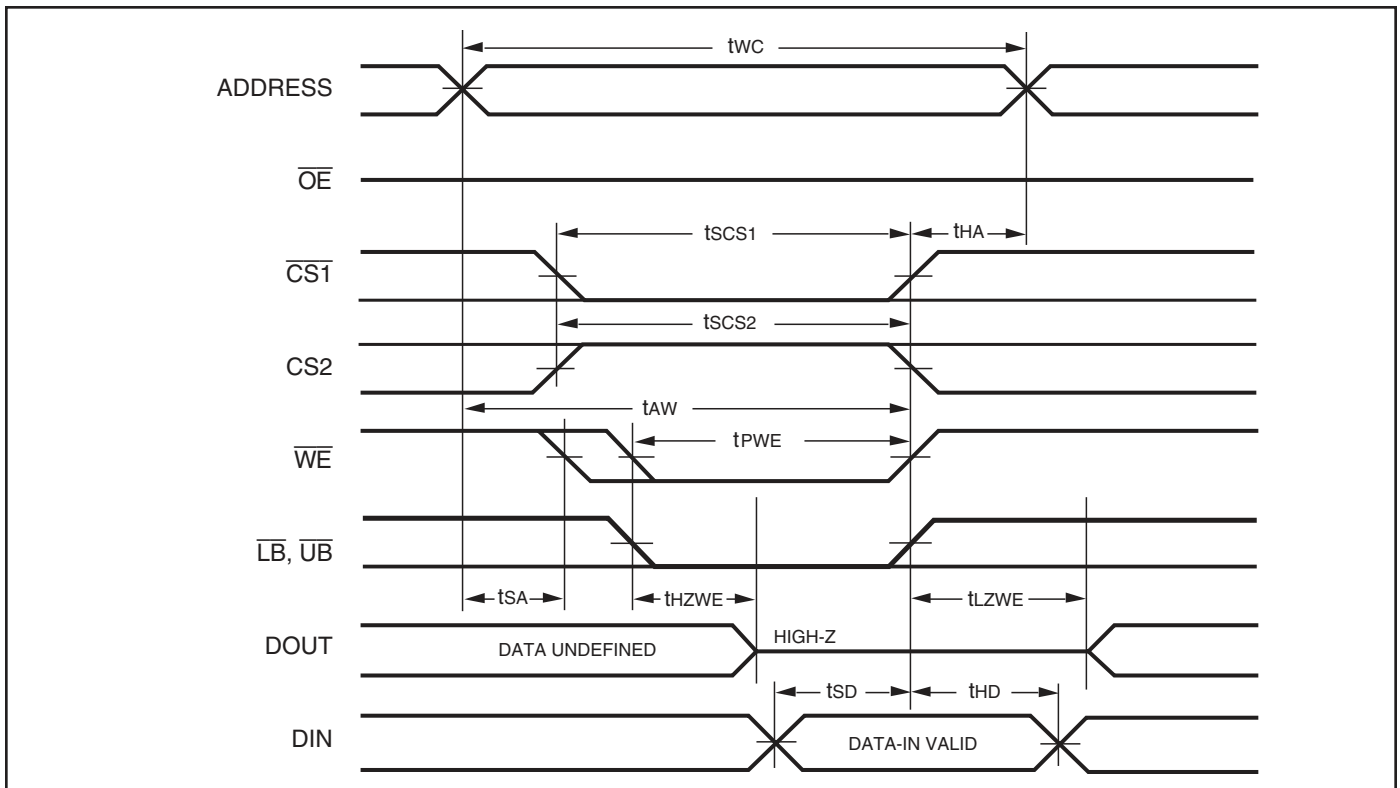 tWC
ADDRESS
OE
tSCS1
tHA
CS1
tSCS2
CS2
tAW
tPWE
WE
LB, UB
tSA
tHZWE
tLZWE
DOUT
DATA UNDEFINED
HIGH-Z
tSD
tHD
DIN
DATA-IN VALID